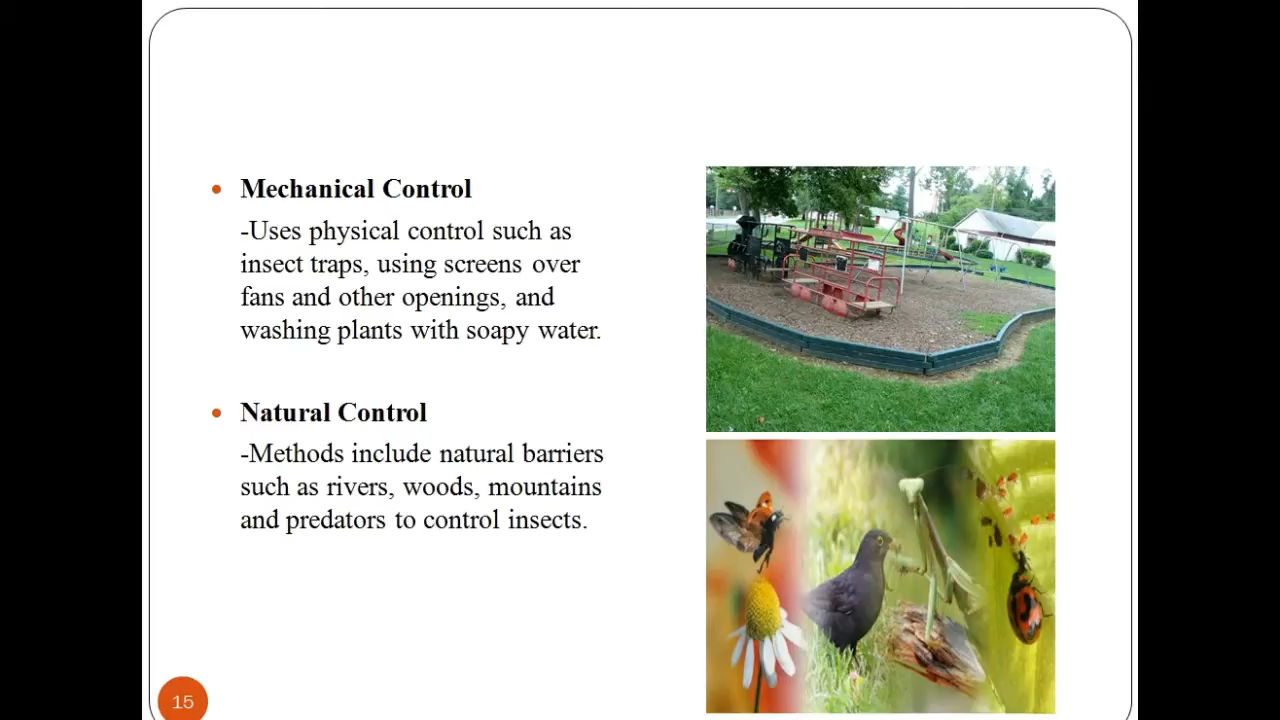 Mechanical Control
-Uses physical control such as
insect traps, using screens over
fans and other openings, and
washing plants with soapy water.
Natural Control
-Methods include natural barriers
such as rivers, woods, mountains
and predators to control insects.
15